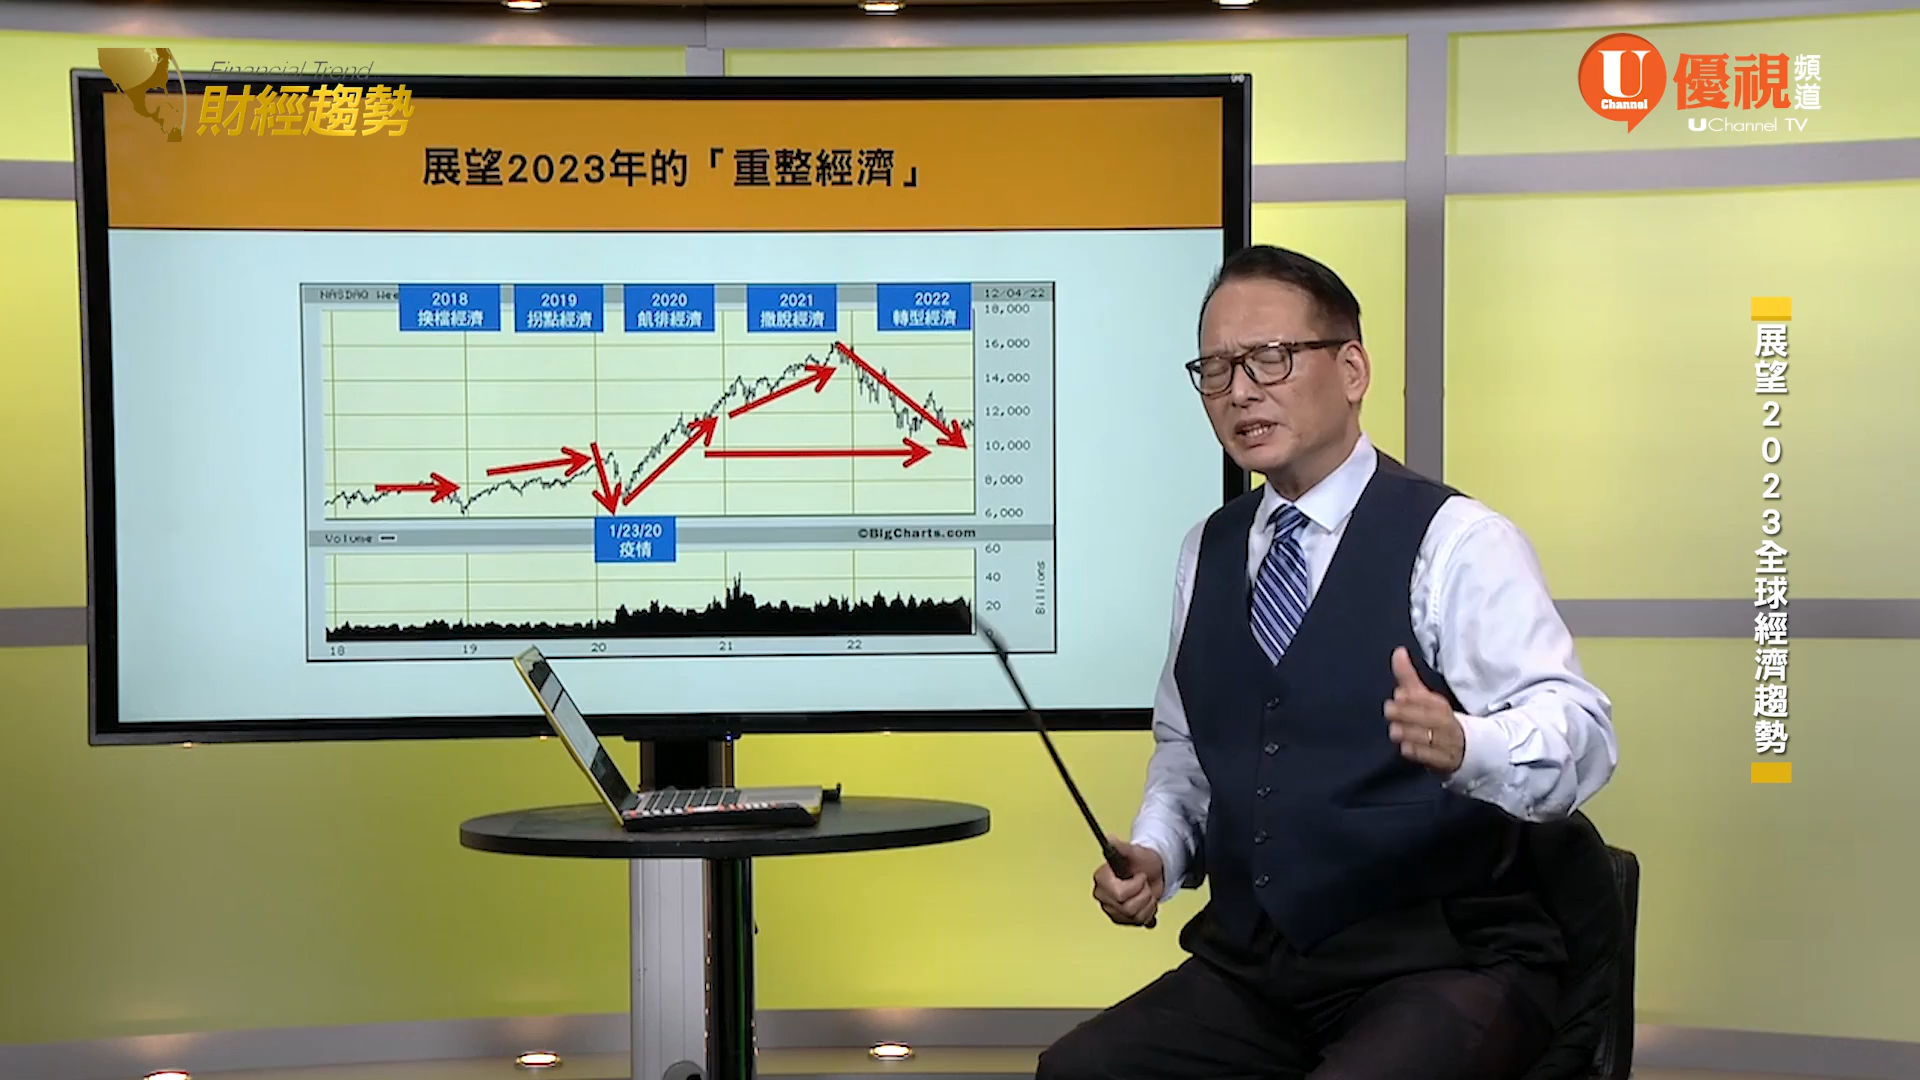 Financial Trend
財經趨勢
U
Channel
優視
頻道
UChannel TV
展望2023年的「重整經濟」
NASDAQ Wee
12/04/22
2018
換檔經濟
2019
拐點經濟
2020
飢徘經濟
2021
撒脫經濟
2022
轉型經濟
18,000
16,000
14,000
12,000
10,000
8,000
6,000
1/23/20
疫情
Volume
©BigCharts.com
60
40
20
0
Billions
18
19
20
21
22
展望2023全球經濟趨勢